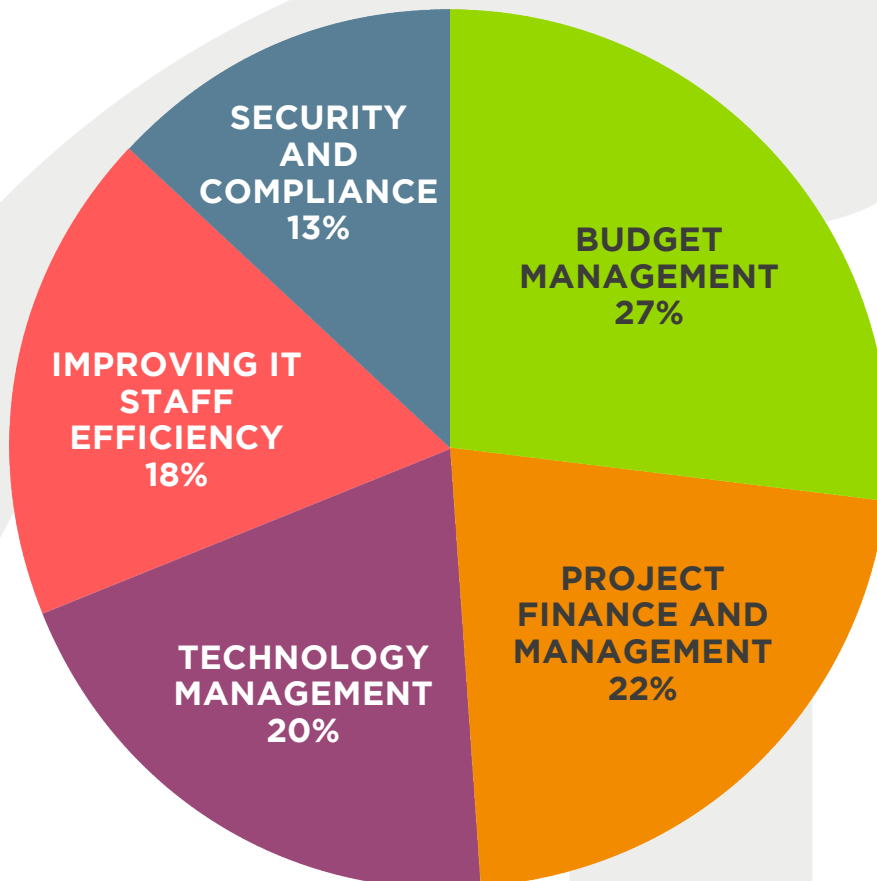 SECURITY
AND
COMPLIANCE
13%
BUDGET
MANAGEMENT
27%
IMPROVING IT
STAFF
EFFICIENCY
18%
PROJECT
FINANCE AND
MANAGEMENT
22%
TECHNOLOGY
MANAGEMENT
20%